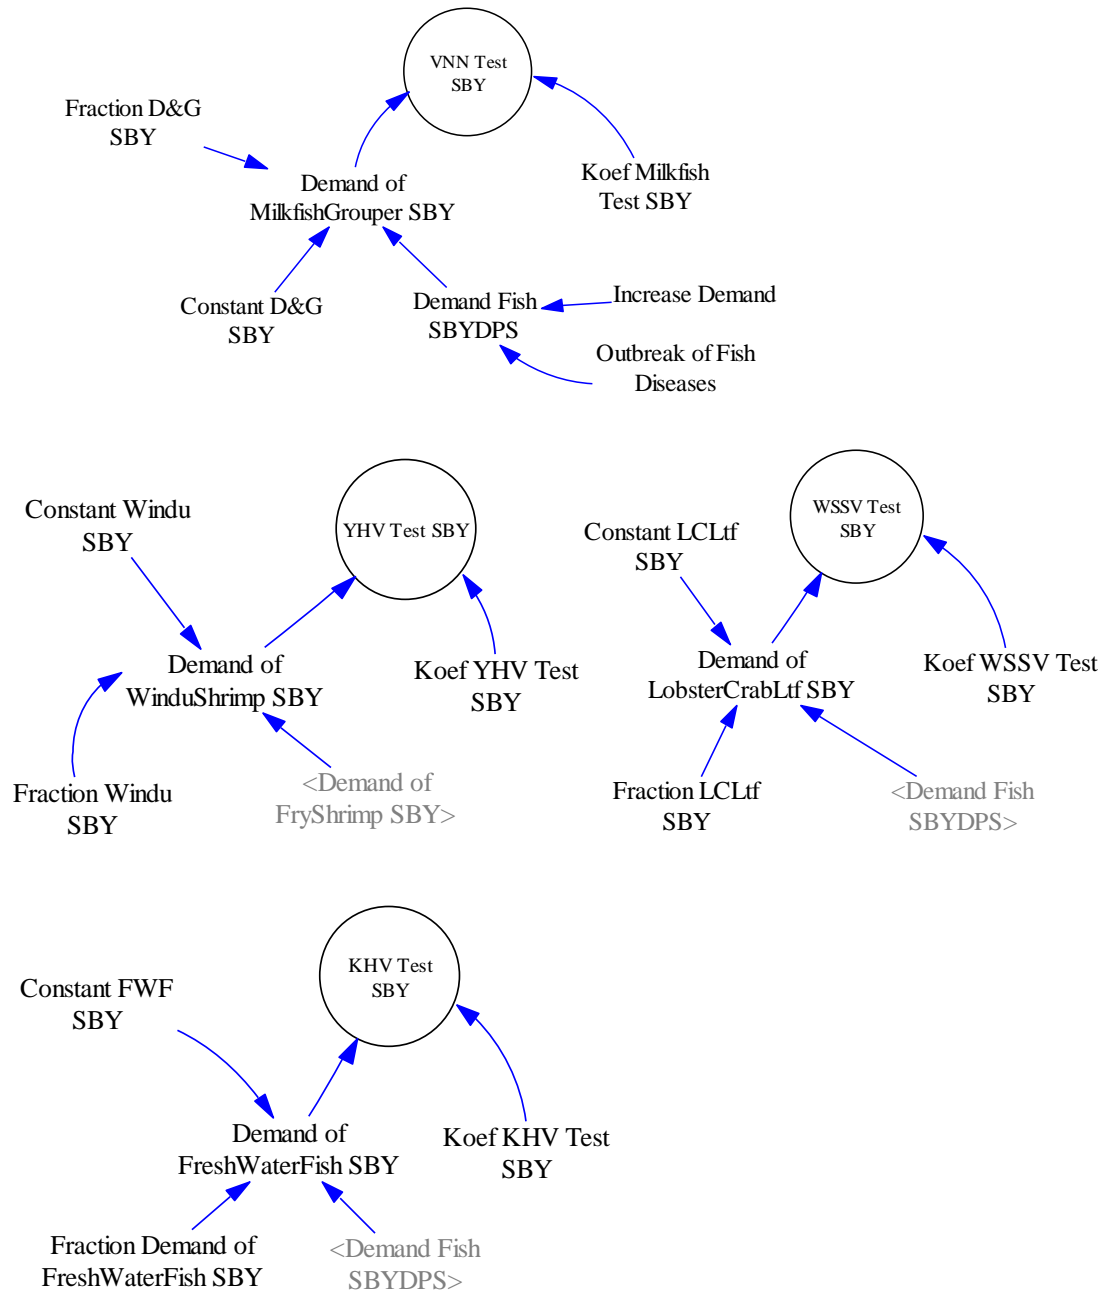 VNN Test
SBY
Fraction D&G
SBY
Koef Milkfish
Test SBY
Demand of
MilkfishGrouper SBY
Constant D&G
SBY
Demand Fish
SBYDPS
Increase Demand
Outbreak of Fish
Diseases
Constant Windu
SBY
YHV Test SBY
Demand of
WinduShrimp SBY
Koef YHV Test
SBY
Fraction Windu
SBY
<Demand of
FryShrimp SBY>
WSSV Test
SBY
Constant LCLtf
SBY
Demand of
LobsterCrabLtf SBY
Koef WSSV Test
SBY
Fraction LCLtf
SBY
<Demand Fish
SBYDPS>
KHV Test
SBY
Constant FWF
SBY
Demand of
FreshWaterFish SBY
Koef KHV Test
SBY
Fraction Demand of
FreshWaterFish SBY
<Demand Fish
SBYDPS>